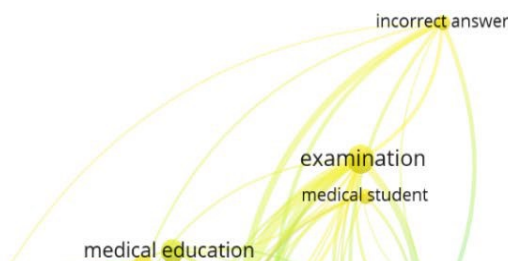 incorrect answer
examination
medical student
medical education